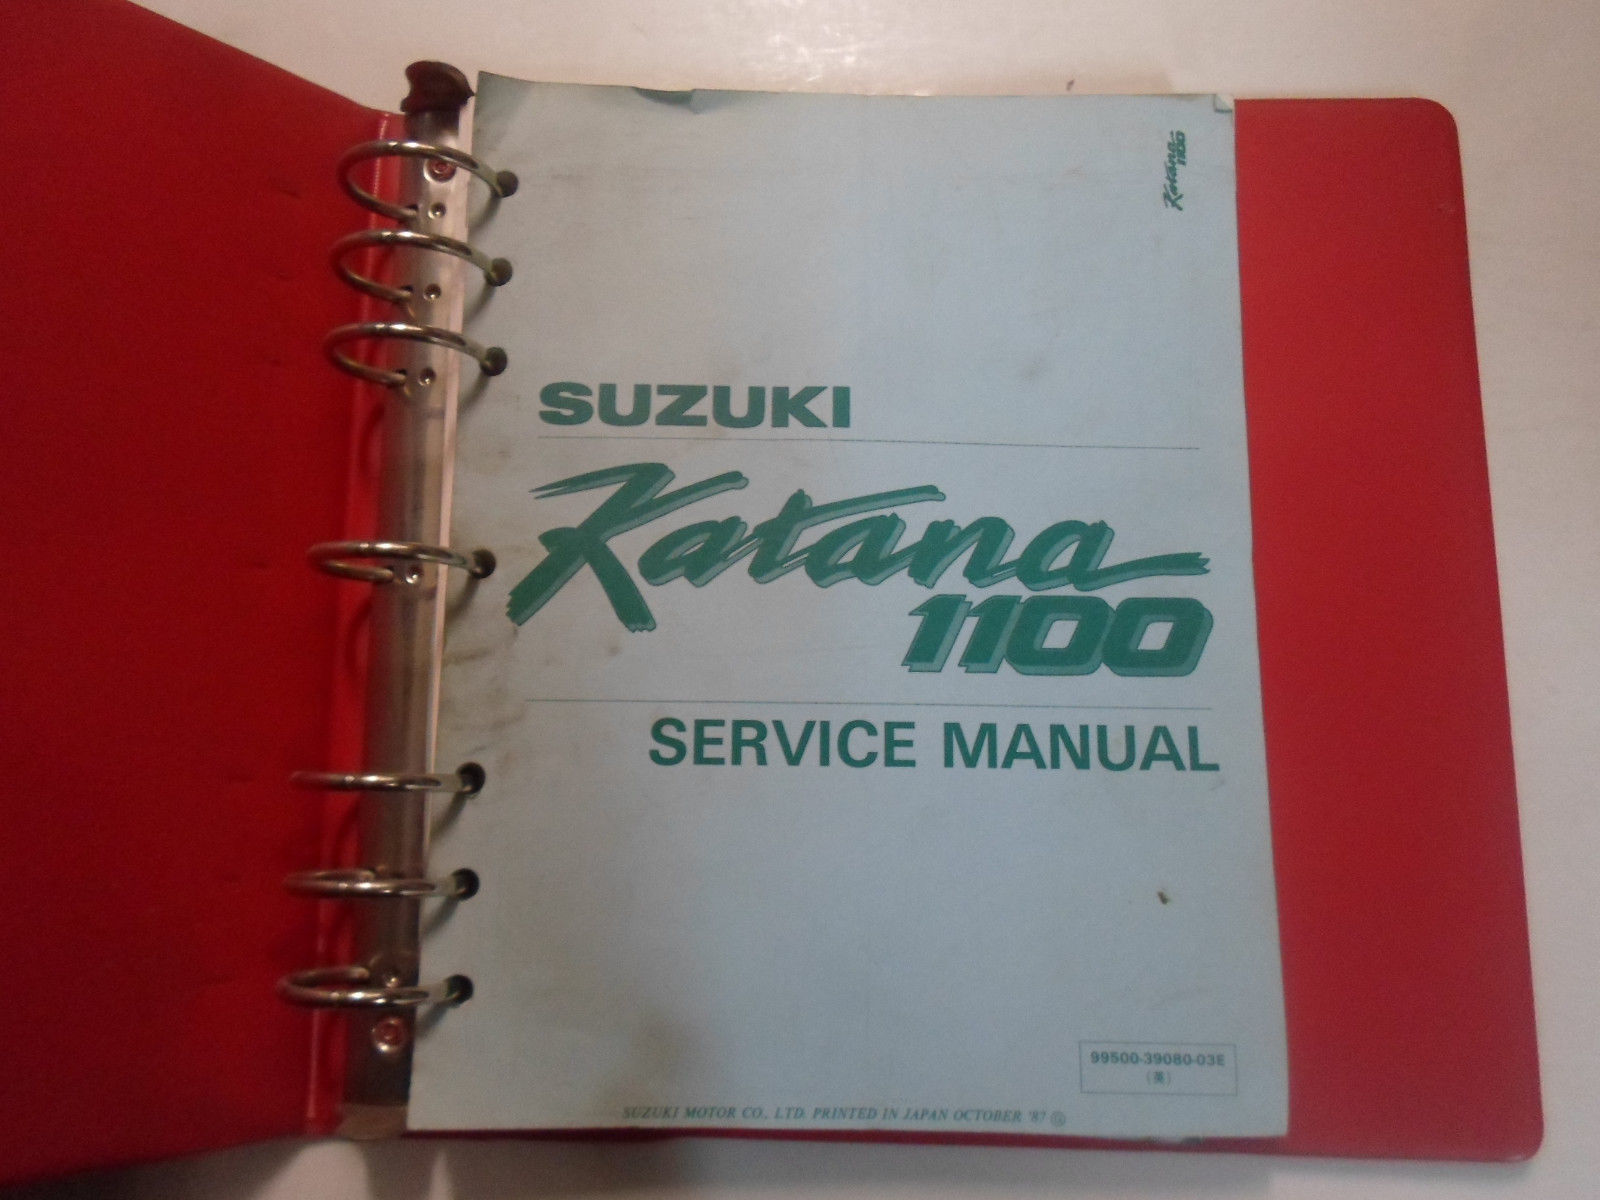 Katana 1100
SUZUKI
Katana
1100
SERVICE MANUAL
99500-39080-03E
(英)
SUZUKI MOTOR CO., LTD. PRINTED IN JAPAN OCTOBER '87